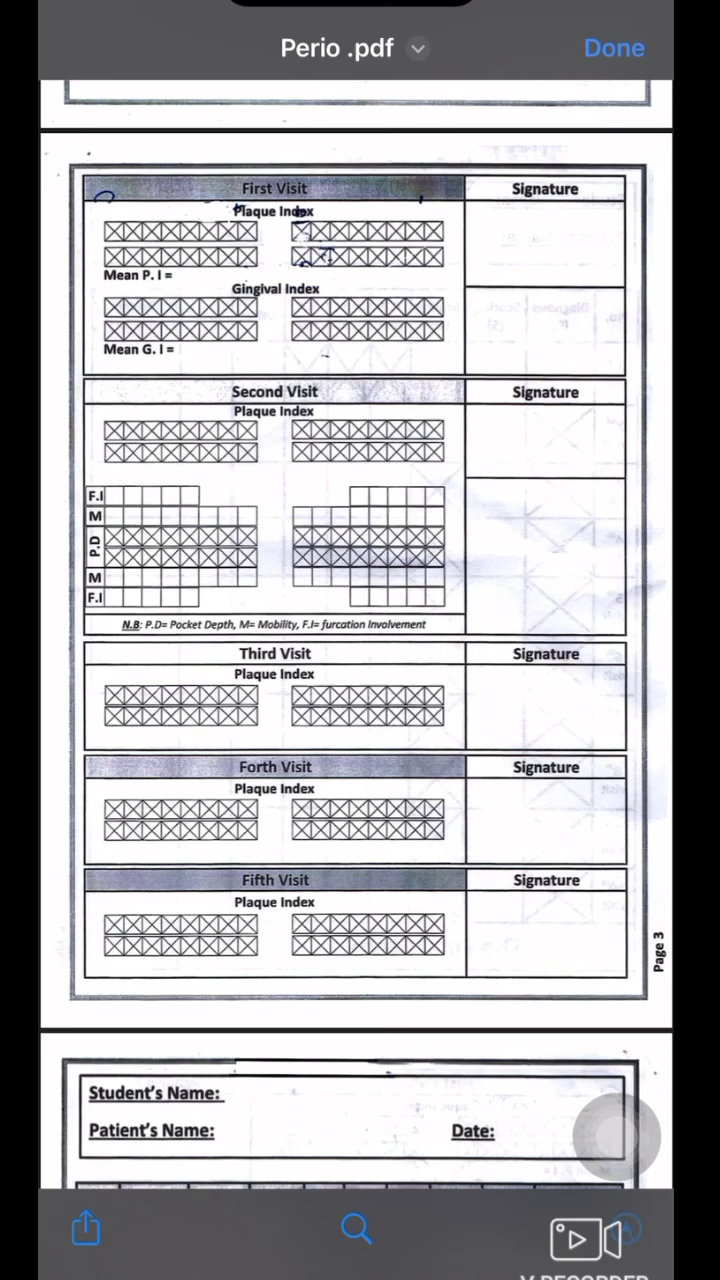 Perio .pdf
Done
First Visit
Signature
Plaque Index
Mean P. I =
Gingival Index
Mean G. I =
Second Visit
Signature
Plaque Index
F.I
M
P.D
M
F.I
N.B: P.D= Pocket Depth, M= Mobility, F.I= furcation Involvement
Third Visit
Signature
Plaque Index
Forth Visit
Signature
Plaque Index
Fifth Visit
Signature
Plaque Index
Page 3
Student's Name:
Patient's Name:
Date: